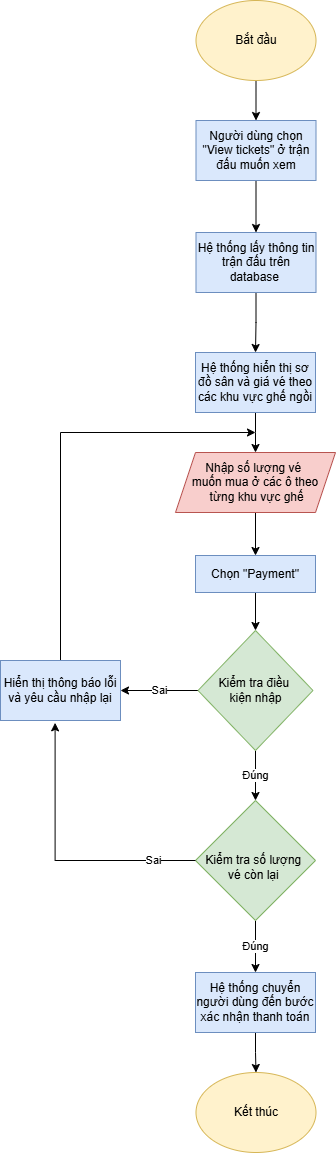 Bắt đầu
Người dùng chọn
"View tickets" ở trận
đấu muốn xem
Hệ thống lấy thông tin
trận đấu trên
database
Hệ thống hiển thị sơ
đồ sân và giá vé theo
các khu vực ghế ngồi
Nhập số lượng vé
muốn mua ở các ô theo
từng khu vực ghế
Chọn "Payment"
Kiểm tra điều
kiện nhập
Sai
Hiển thị thông báo lỗi
và yêu cầu nhập lại
Đúng
Kiểm tra số lượng
vé còn lại
Sai
Đúng
Hệ thống chuyển
người dùng đến bước
xác nhận thanh toán
Kết thúc